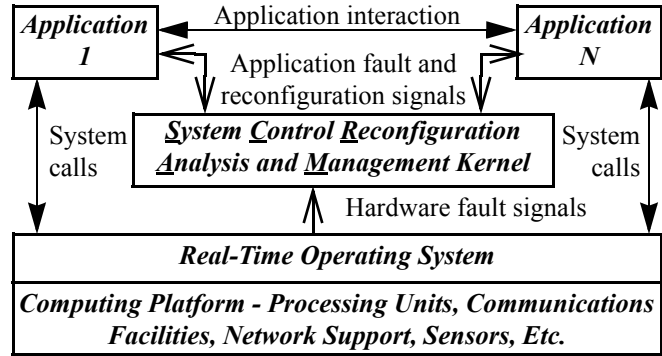 Application
1
Application interaction
Application
N
Application fault and
reconfiguration signals
System
calls
System Control Reconfiguration
Analysis and Management Kernel
System
calls
Hardware fault signals
Real-Time Operating System
Computing Platform - Processing Units, Communications
Facilities, Network Support, Sensors, Etc.